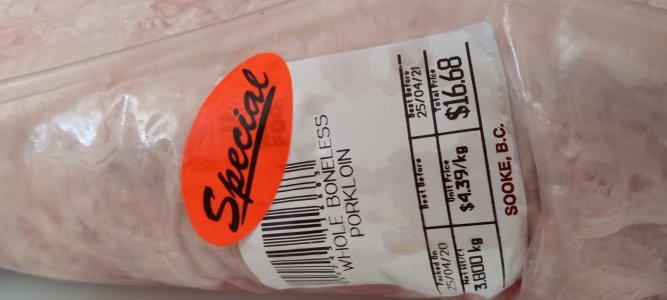 Special
WHOLE BONELESS
PORKLOIN
Packed On
25/04/20
Best Before
Best Before
25/04/21
Net Wt/Ct
3.800 kg
Unit Price
$4.39/kg
Total Price
$16.68
SOOKE, B.C.